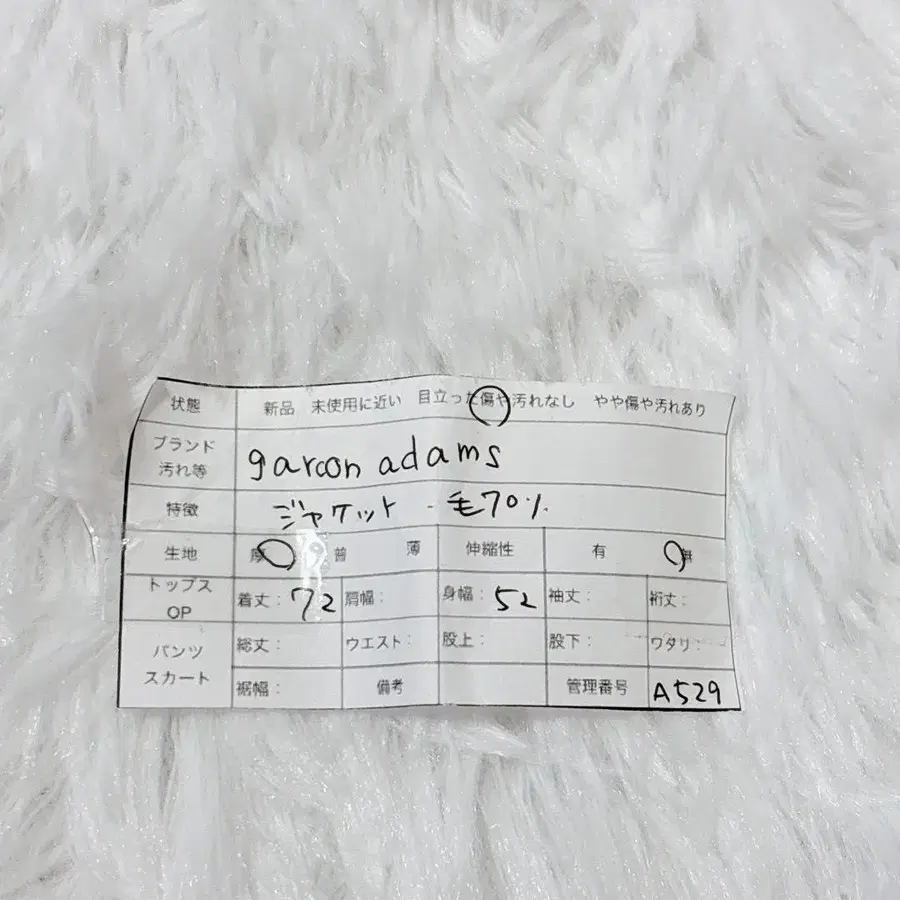 状態 新品 未使用に近い 目立った傷や汚れなし やや傷や汚れあり
ブランド
汚れ等 garcon adams
特徴 ジャケット 毛70%
生地 厚 普 薄 伸縮性 有 無
トップス
OP 着丈: 72 肩幅: 身幅: 52 袖丈: 裄丈:
パンツ
スカート 総丈: ウエスト: 股上: 股下: ワタリ:
裾幅: 備考 管理番号 A529